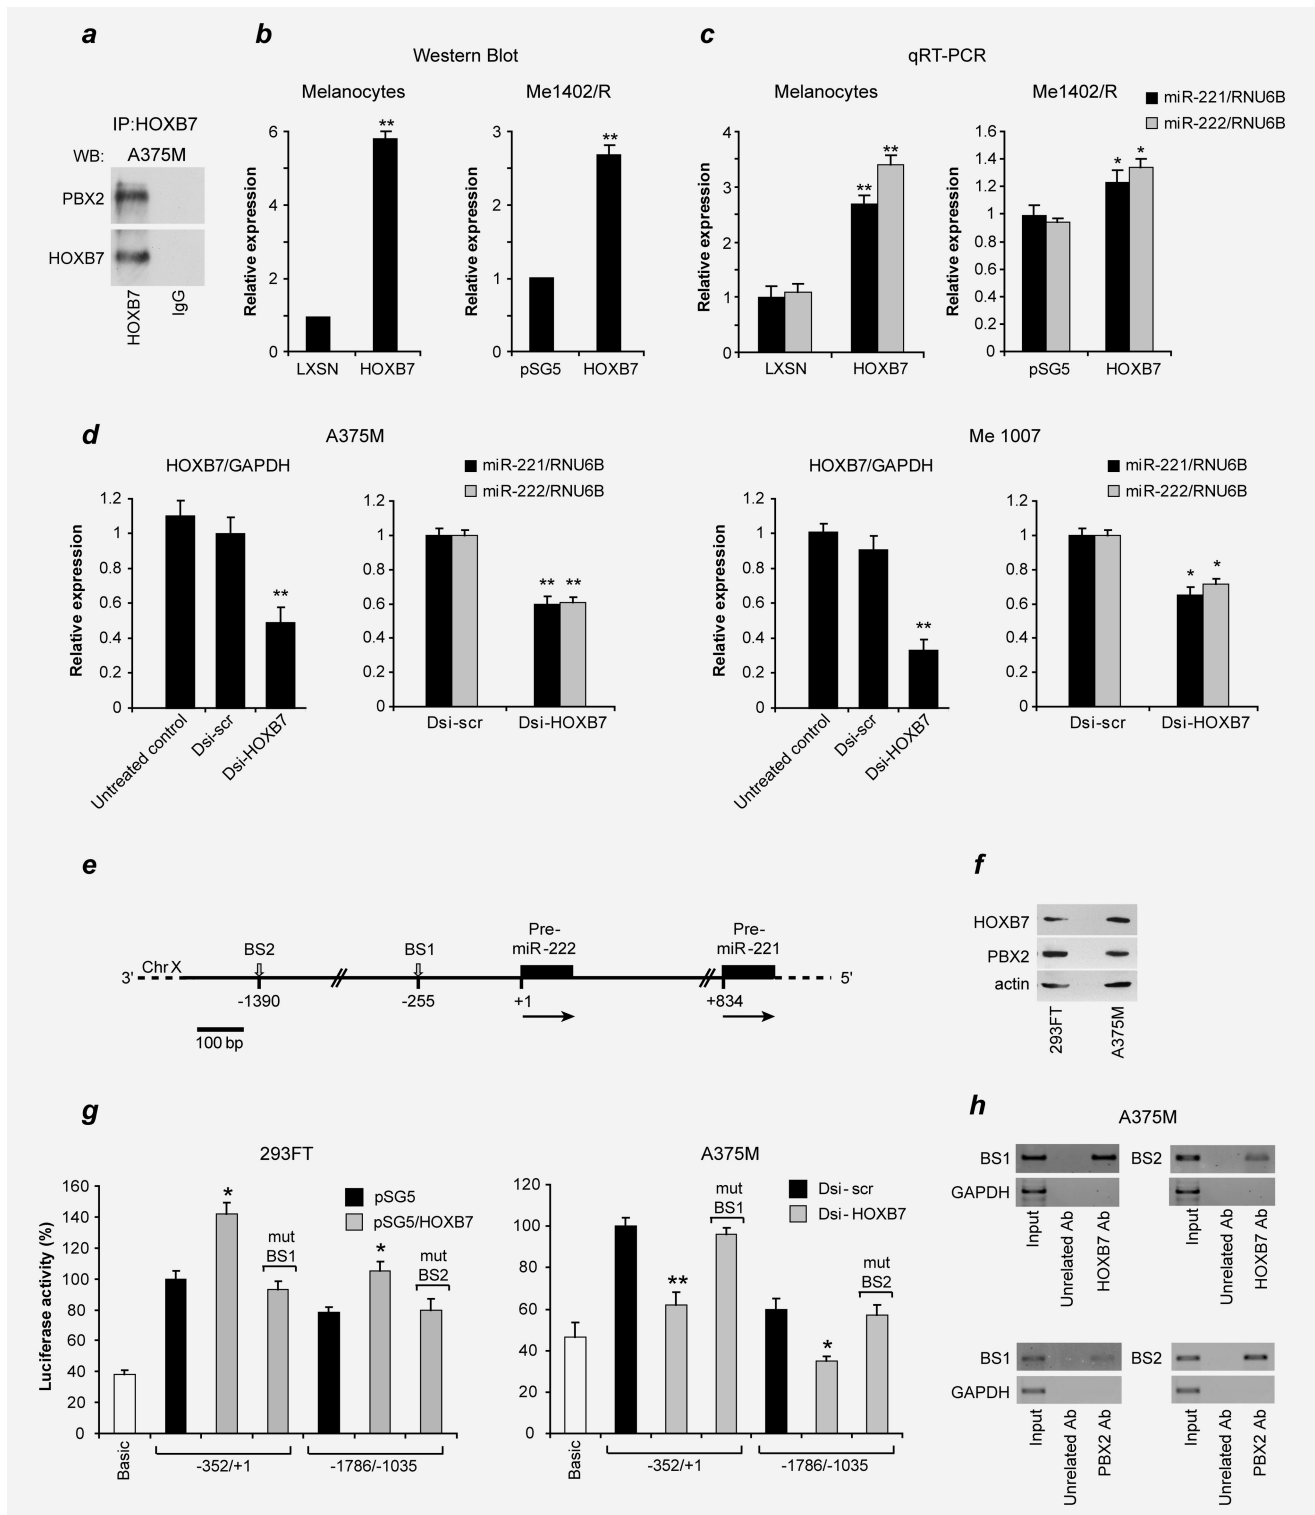 a
IP:HOXB7
WB: A375M
PBX2
HOXB7
HOXB7
IgG
b
Western Blot
Melanocytes
Relative expression
6
4
2
0
**
LXSN HOXB7
Me1402/R
Relative expression
3
2
1
0
**
pSG5 HOXB7
c
qRT-PCR
Melanocytes
Relative expression
4
3
2
1
0
**
**
LXSN HOXB7
Me1402/R
miR-221/RNU6B
miR-222/RNU6B
Relative expression
1.6
1.4
1.2
1
0.8
0.6
0.4
0.2
0
* *
pSG5 HOXB7
d
A375M
HOXB7/GAPDH
Relative expression
1.2
1
0.8
0.6
0.4
0.2
0
**
Untreated control
Dsi-scr
Dsi-HOXB7
miR-221/RNU6B
miR-222/RNU6B
1.2
1
0.8
0.6
0.4
0.2
0
** **
Dsi-scr Dsi-HOXB7
Me 1007
HOXB7/GAPDH
Relative expression
1.2
1
0.8
0.6
0.4
0.2
0
**
Untreated control
Dsi-scr
Dsi-HOXB7
miR-221/RNU6B
miR-222/RNU6B
1.2
1
0.8
0.6
0.4
0.2
0
* *
Dsi-scr Dsi-HOXB7
e
3' Chr X
BS2
BS1
Pre-
miR-222
Pre-
miR-221
5'
-1390
-255
+1
+834
100 bp
f
HOXB7
PBX2
actin
293FT
A375M
g
293FT
Luciferase activity (%)
160
140
120
100
80
60
40
20
0
pSG5
pSG5/HOXB7
*
mut
BS1
*
mut
BS2
Basic
-352/+1
-1786/-1035
A375M
120
100
80
60
40
20
0
Dsi-scr
Dsi-HOXB7
**
mut
BS1
*
mut
BS2
Basic
-352/+1
-1786/-1035
h
A375M
BS1
GAPDH
Input
Unrelated Ab
HOXB7 Ab
BS2
Input
Unrelated Ab
HOXB7 Ab
BS1
GAPDH
Input
Unrelated Ab
PBX2 Ab
BS2
Input
Unrelated Ab
PBX2 Ab